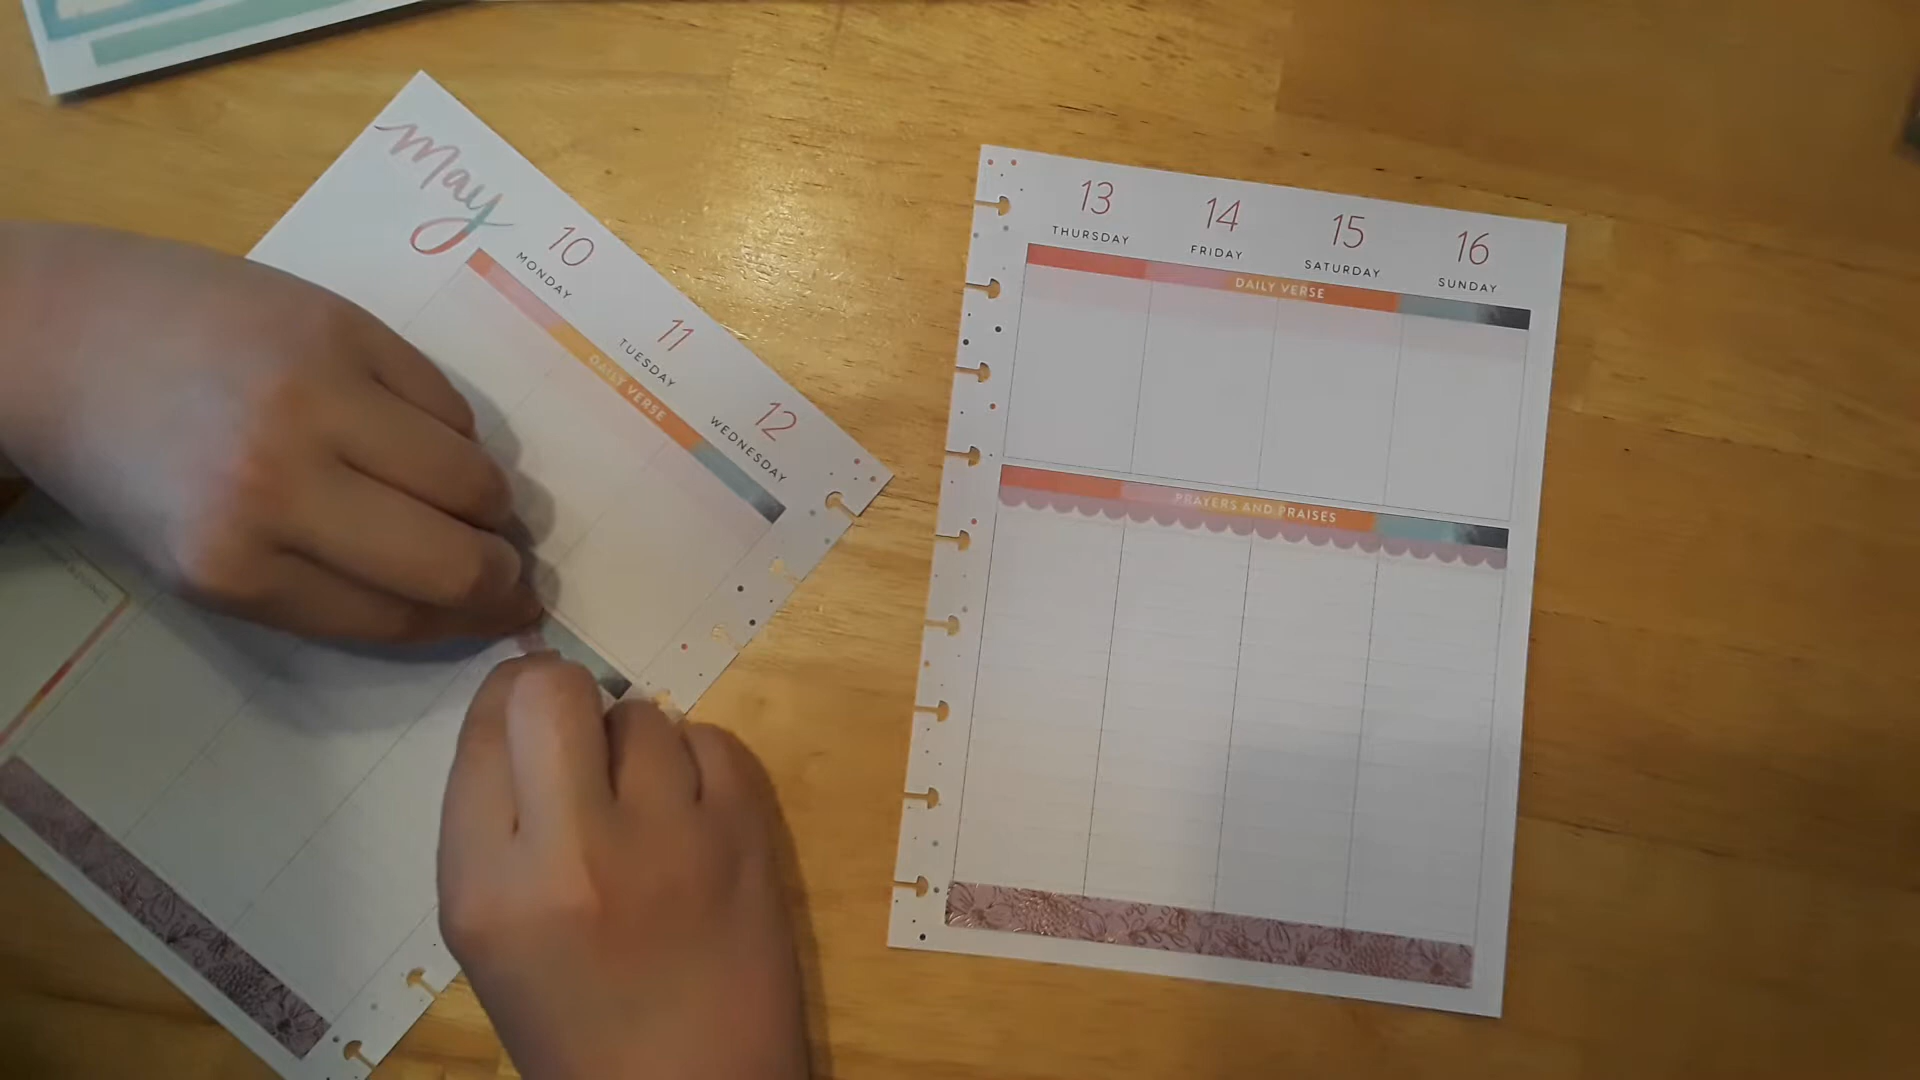 May
10
MONDAY
11
TUESDAY
12
WEDNESDAY
DAILY VERSE
13
THURSDAY
14
FRIDAY
15
SATURDAY
16
SUNDAY
DAILY VERSE
PRAYERS AND PRAISES